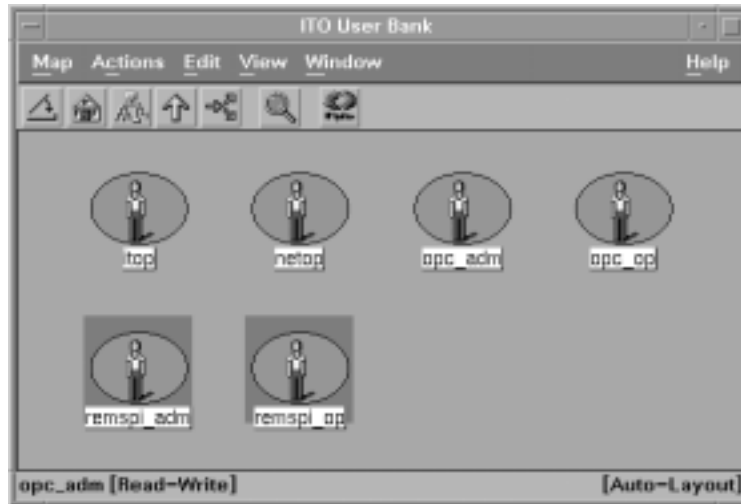 ITO User Bank
Map Actions Edit View Window Help
itop netop opc_adm opc_op
remspi_adm remspi_op
opc_adm [Read-Write] [Auto-Layout]